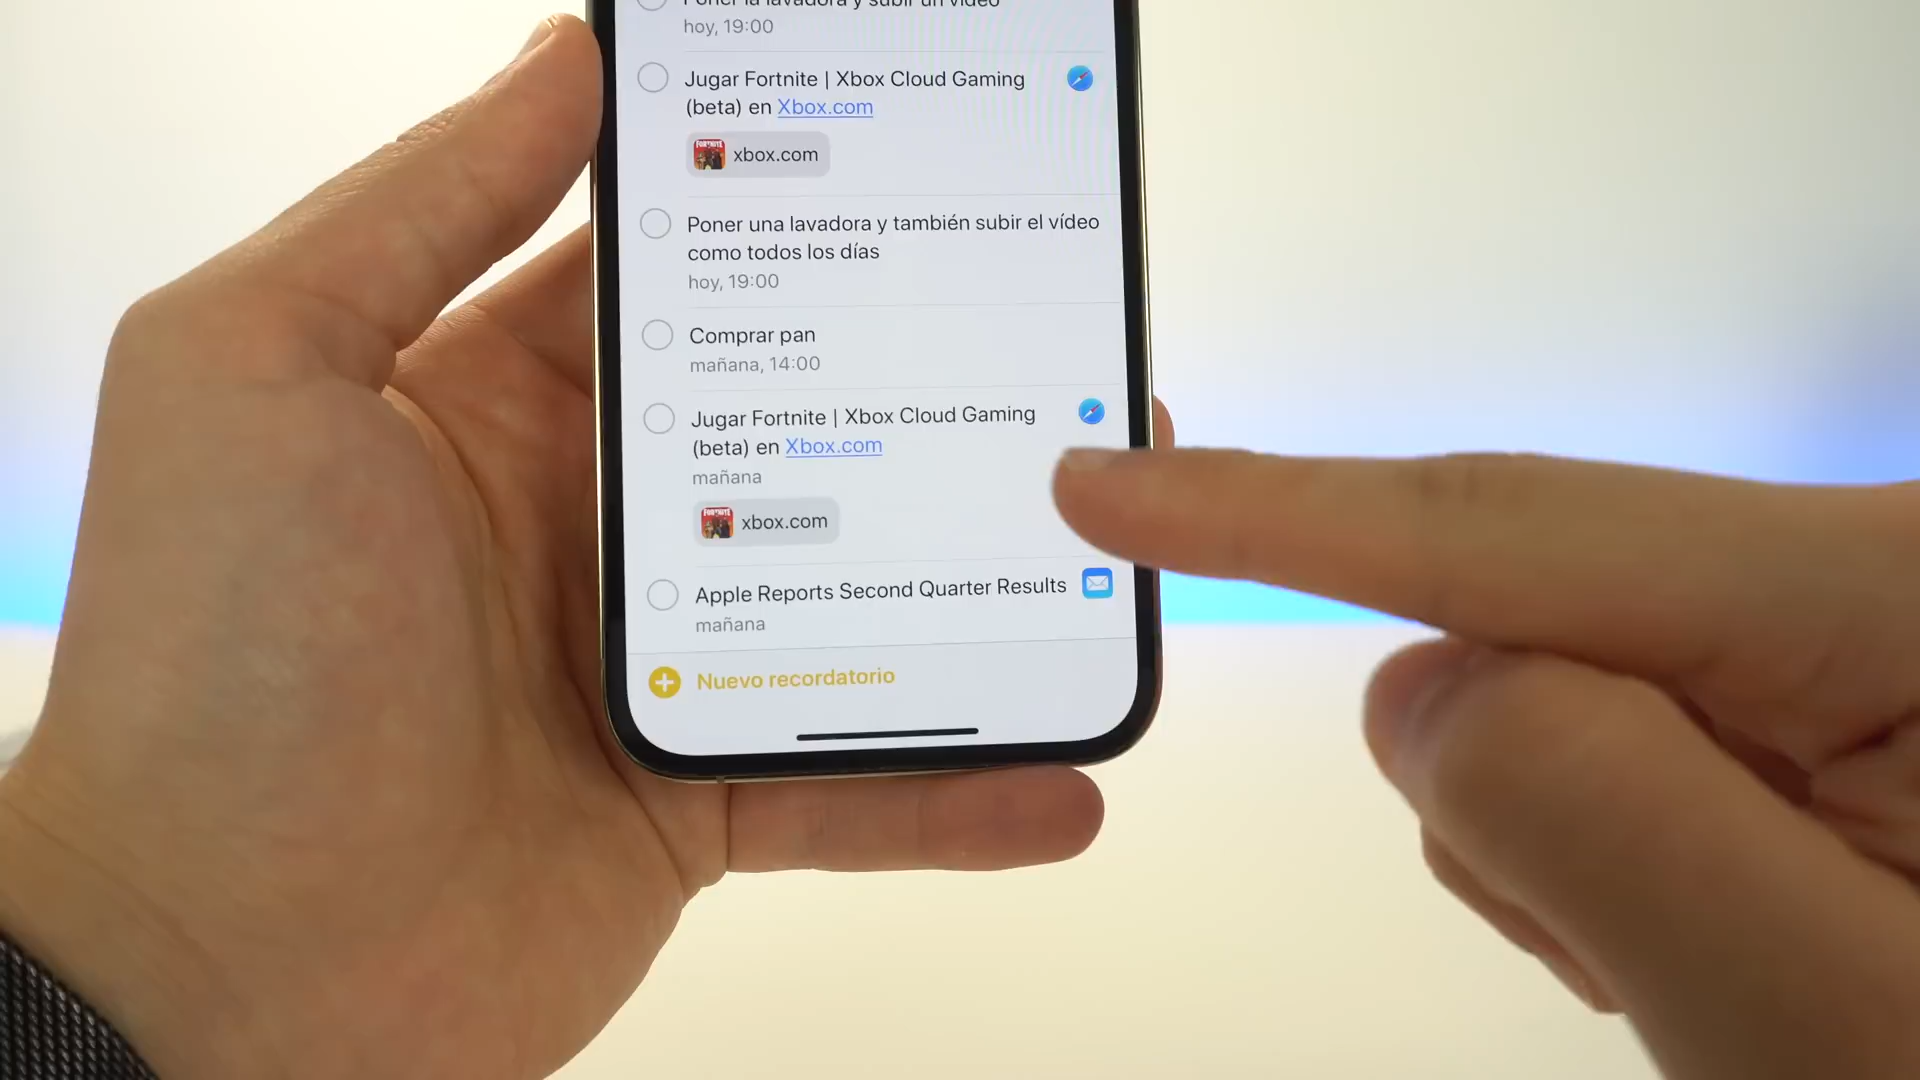 Poner la lavadora y subir un vídeo
hoy, 19:00
Jugar Fortnite | Xbox Cloud Gaming
(beta) en Xbox.com
FORTNITE
xbox.com
Poner una lavadora y también subir el vídeo
como todos los días
hoy, 19:00
Comprar pan
mañana, 14:00
Jugar Fortnite | Xbox Cloud Gaming
(beta) en Xbox.com
mañana
FORTNITE
xbox.com
Apple Reports Second Quarter Results
mañana
Nuevo recordatorio